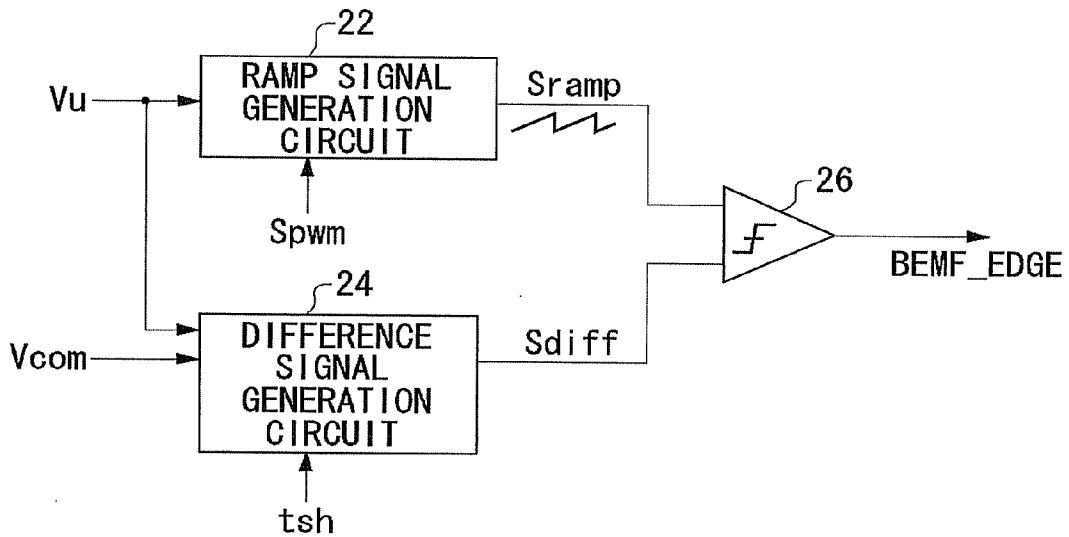 22
RAMP SIGNAL
GENERATION
CIRCUIT
Vu
Sramp
Spwm
26
BEMF_EDGE
24
DIFFERENCE
SIGNAL
GENERATION
CIRCUIT
Vcom
Sdiff
tsh